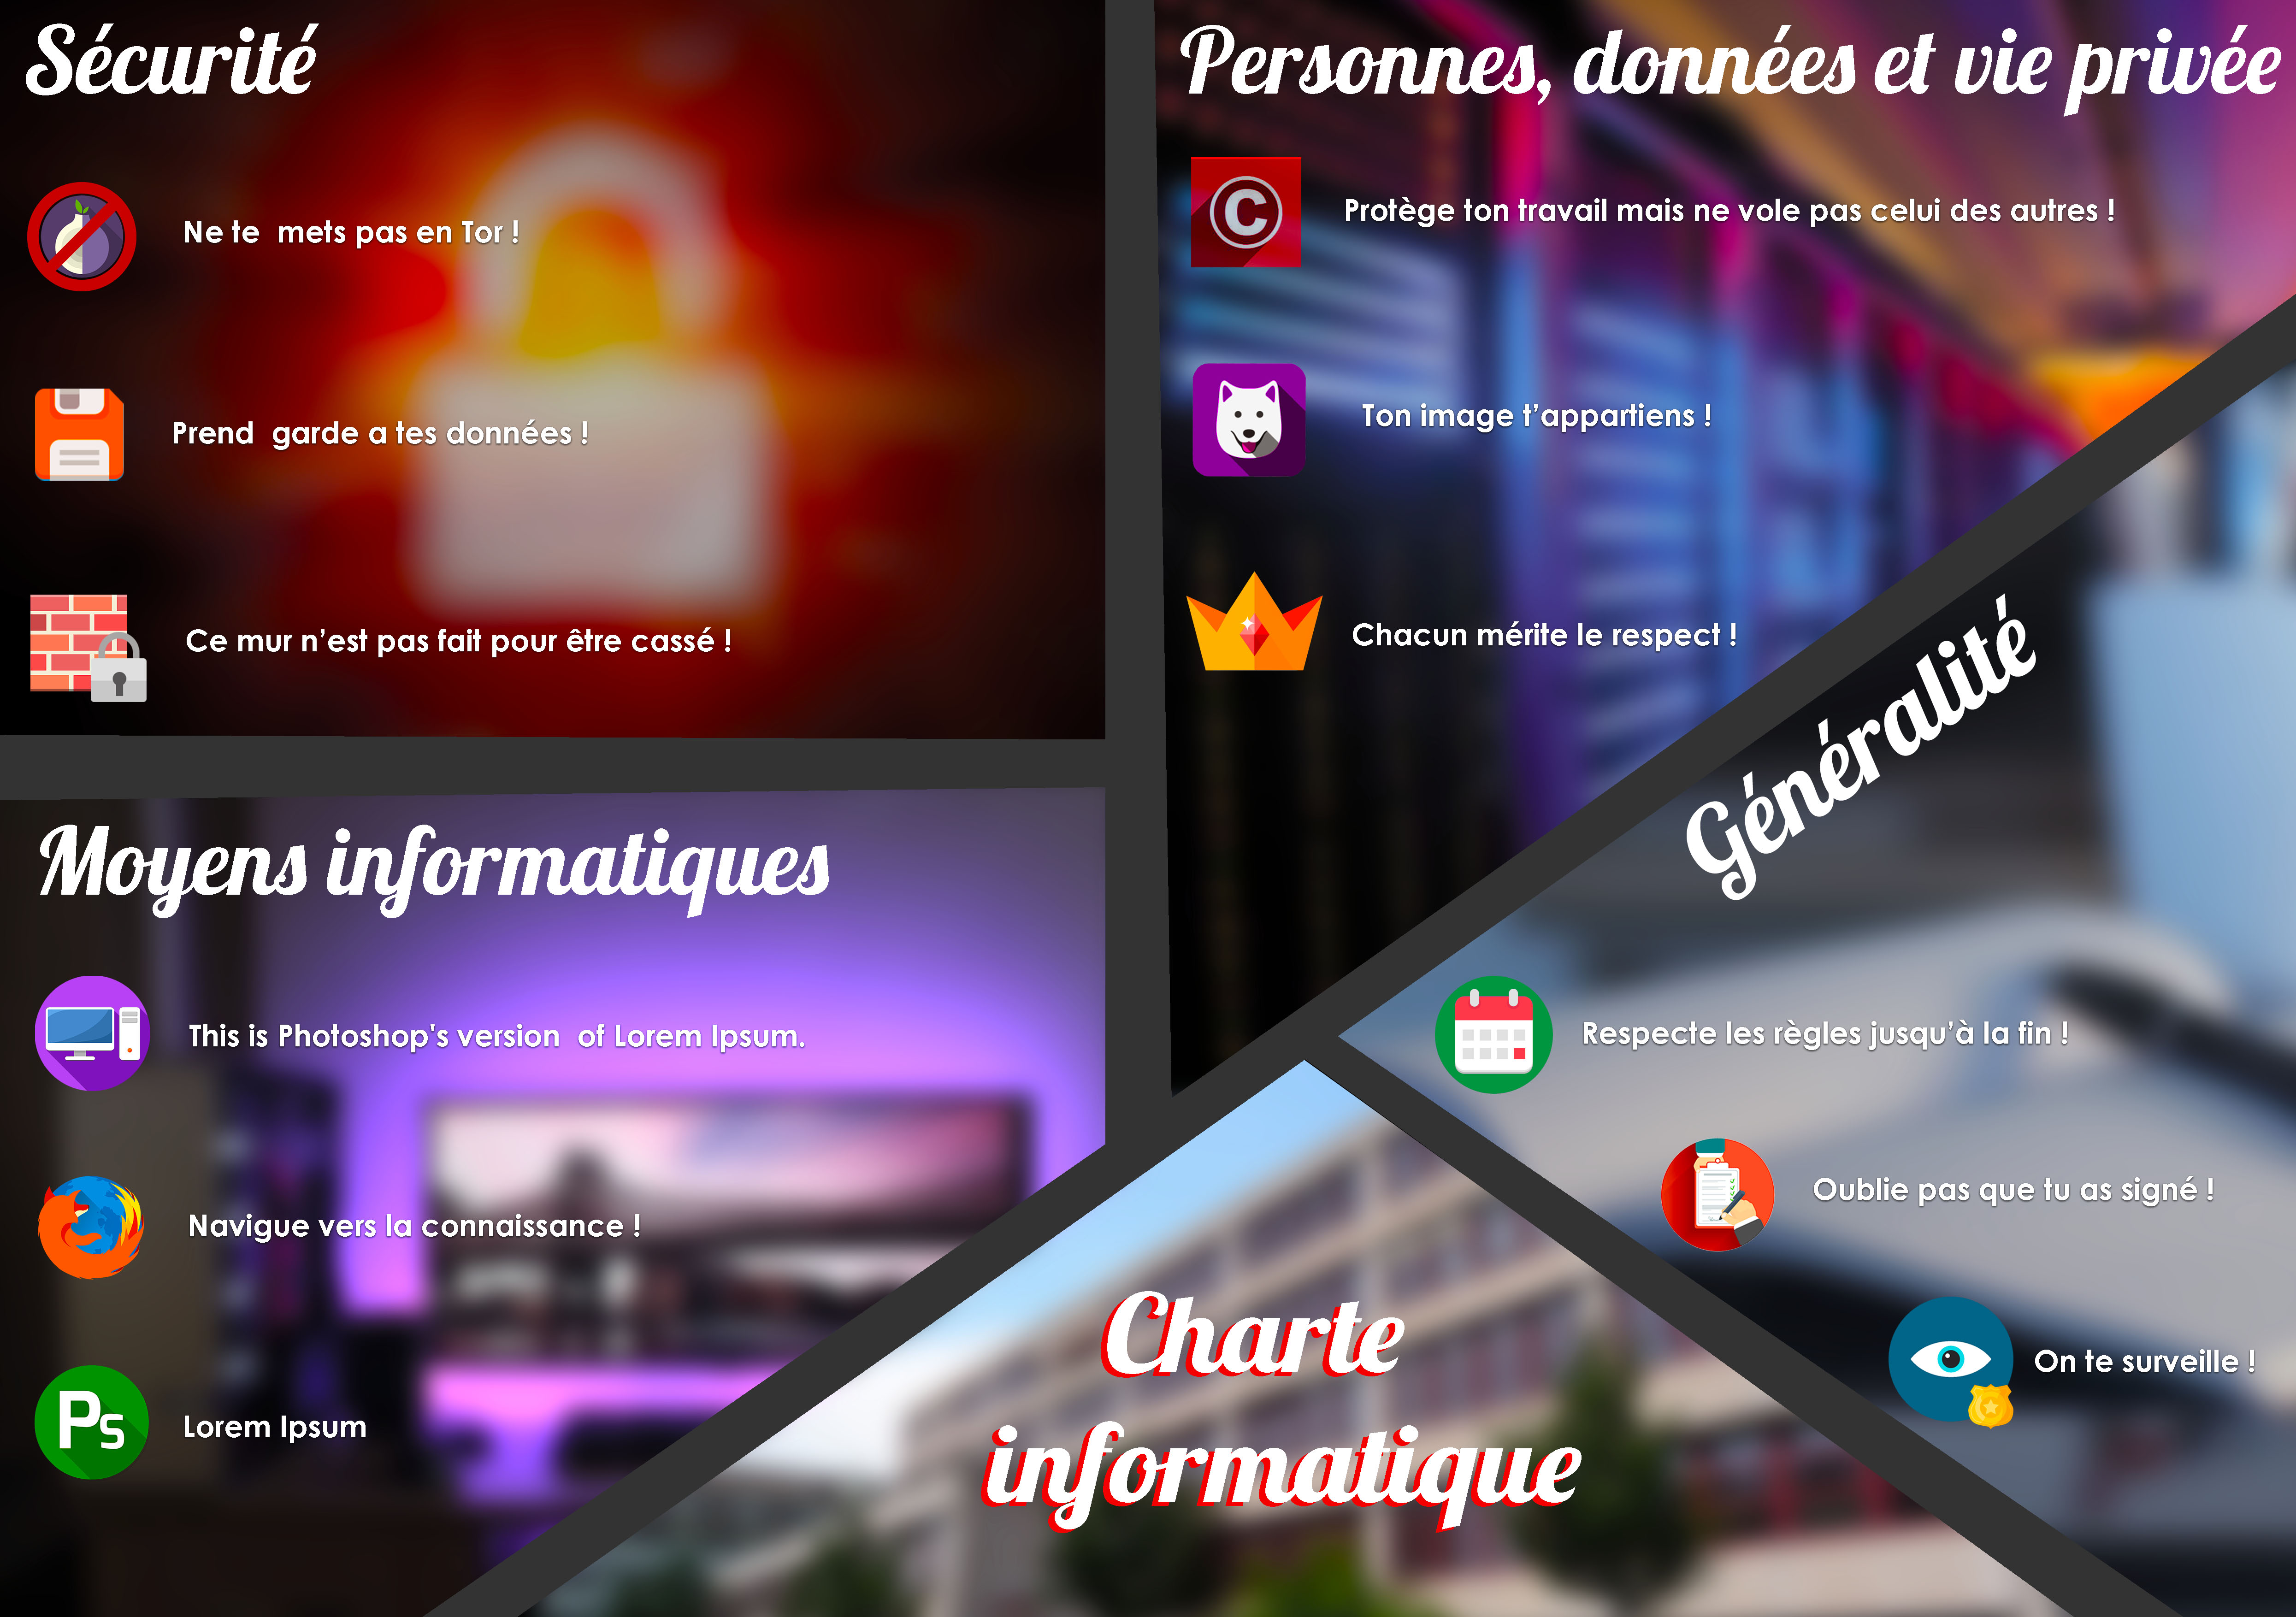 Sécurité
Ne te  mets pas en Tor !
Prend  garde a tes données !
Ce mur n’est pas fait pour être cassé !
Personnes, données et vie privée
©
Protège ton travail mais ne vole pas celui des autres !
Ton image t’appartiens !
Chacun mérite le respect !
Moyens informatiques
This is Photoshop's version  of Lorem Ipsum.
Navigue vers la connaissance !
Ps
Lorem Ipsum
Généralité
Respecte les règles jusqu’à la fin !
Oublie pas que tu as signé !
On te surveille !
Charte
informatique